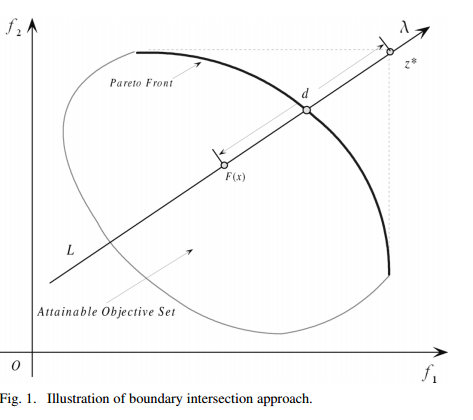 f₂
λ
z*
Pareto Front
d
F(x)
L
Attainable Objective Set
O
f₁
Fig. 1. Illustration of boundary intersection approach.